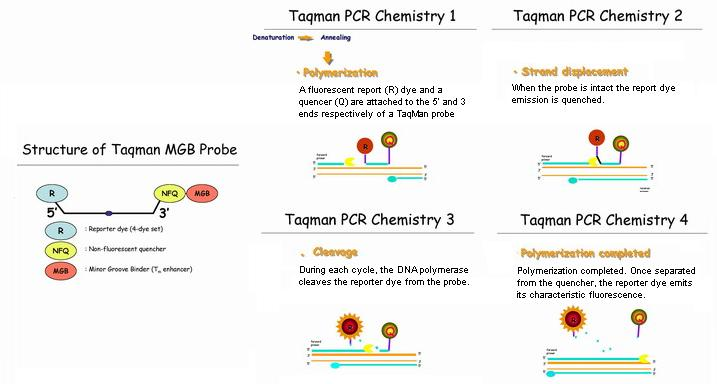 Structure of Taqman MGB Probe
R
NFQ
MGB
5'
3'
R
: Reporter dye (4-dye set)
NFQ
: Non-fluorescent quencher
MGB
: Minor Groove Binder (Tm enhancer)
Taqman PCR Chemistry 1
Denaturation
Annealing
• Polymerization
A fluorescent report (R) dye and a
quencer (Q) are attached to the 5' and 3
ends respectively of a TaqMan probe
R
Q
Taqman PCR Chemistry 2
• Strand displacement
When the probe is intact the report dye
emission is quenched.
R
Q
Taqman PCR Chemistry 3
• Cleavage
During each cycle, the DNA polymerase
cleaves the reporter dye from the probe.
R
Q
Taqman PCR Chemistry 4
• Polymerization completed
Polymerization completed. Once separated
from the quencher, the reporter dye emits
its characteristic fluorescence.
R
Q